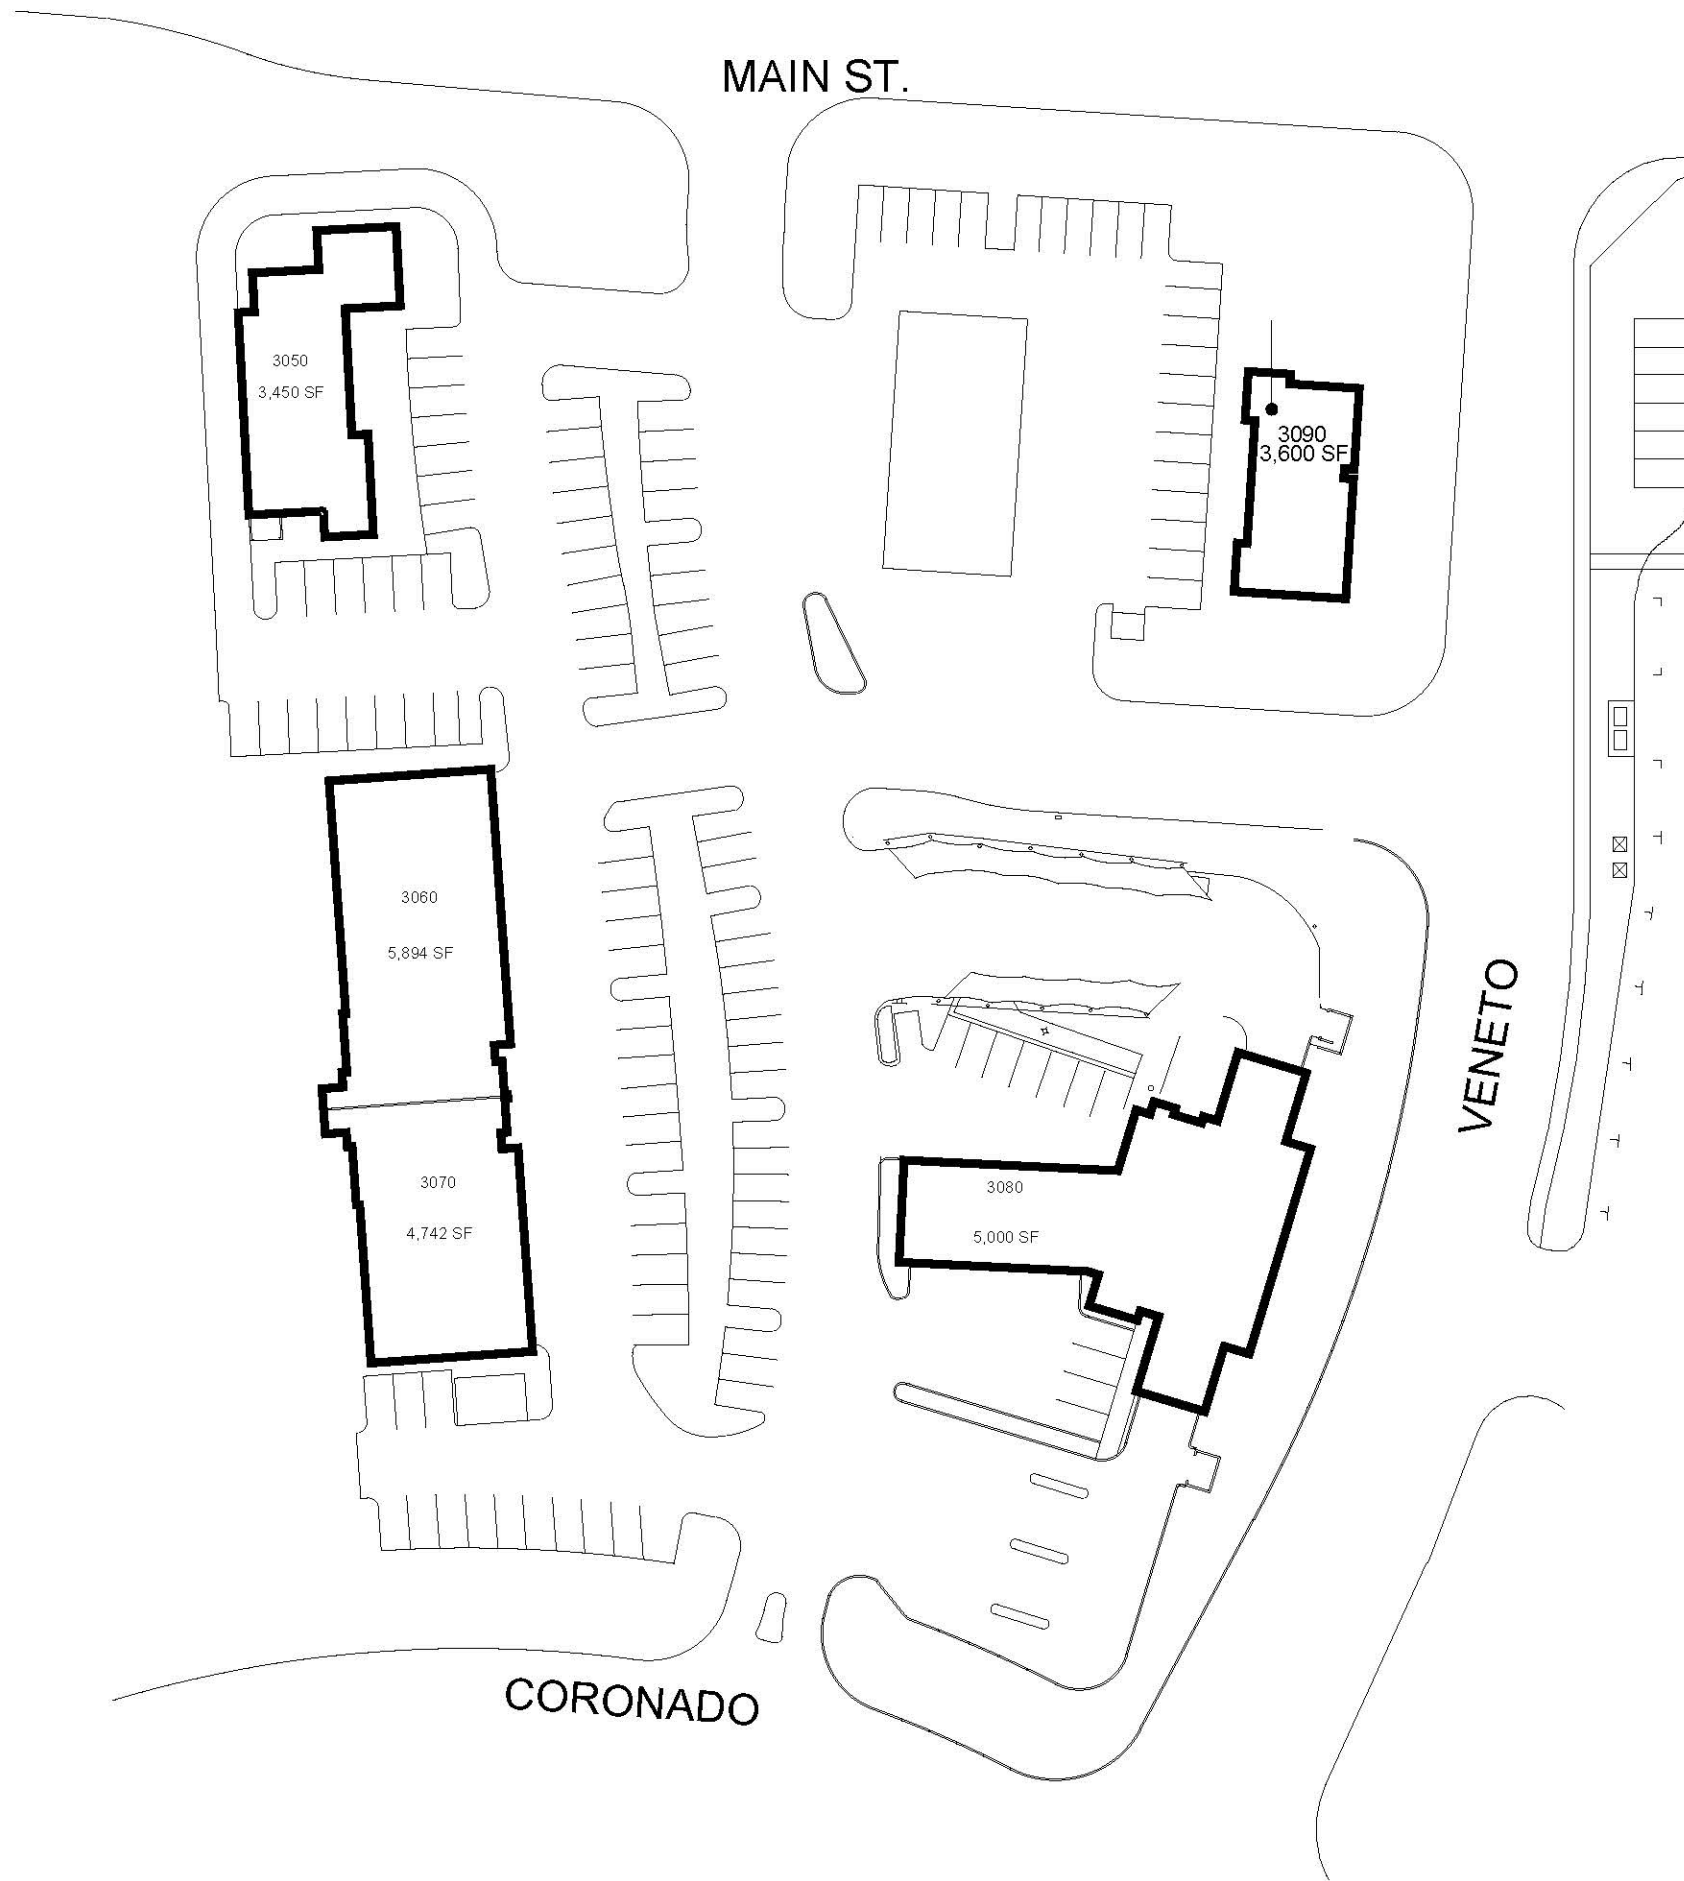 MAIN ST.
3050
3,450 SF
3090
3,600 SF
3060
5,894 SF
VENETO
3070
4,742 SF
3080
5,000 SF
CORONADO